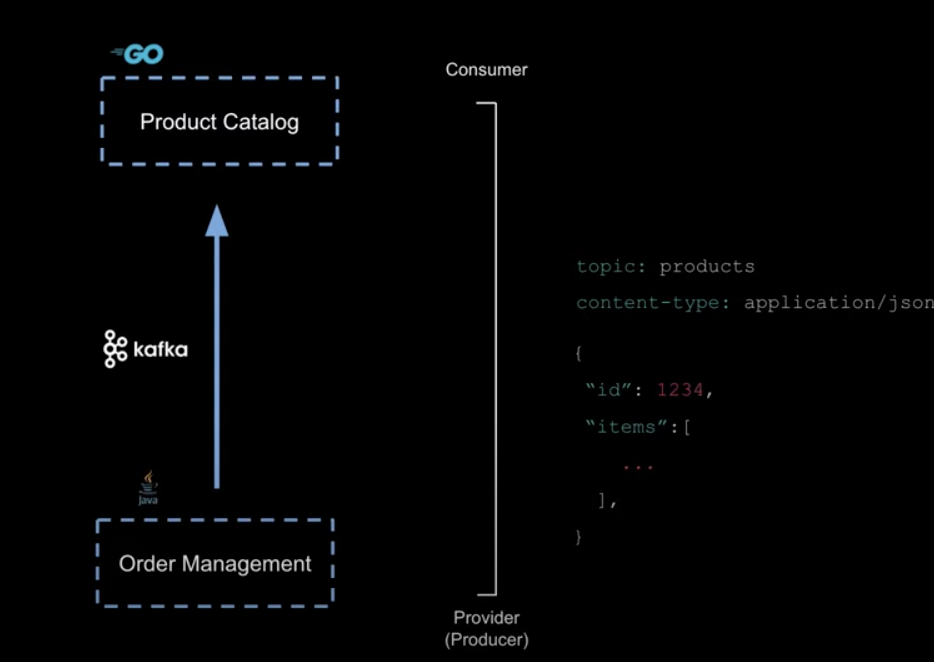 GO
Product Catalog
Consumer
kafka
Java
Order Management
topic: products
content-type: application/json
{
“id”: 1234,
“items”:[
...
],
}
Provider
(Producer)